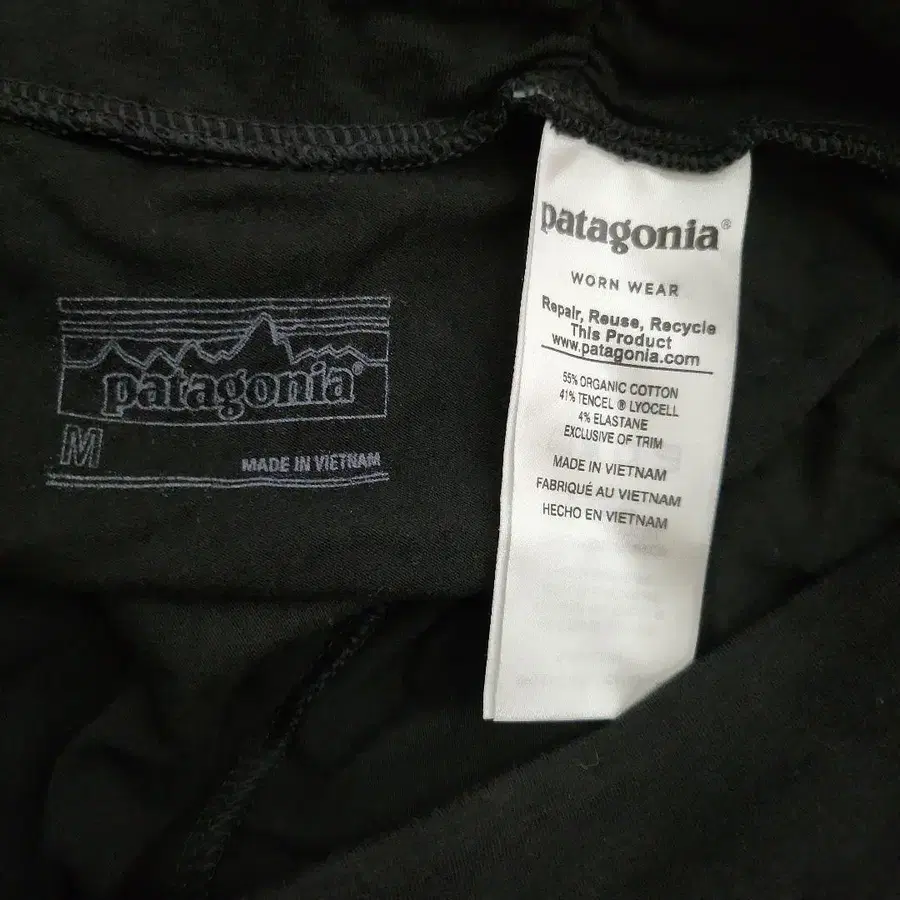 patagonia®
M
MADE IN VIETNAM
patagonia®
WORN WEAR
Repair, Reuse, Recycle
This Product
www.patagonia.com
55% ORGANIC COTTON
41% TENCEL ® LYOCELL
4% ELASTANE
EXCLUSIVE OF TRIM
MADE IN VIETNAM
FABRIQUÉ AU VIETNAM
HECHO EN VIETNAM